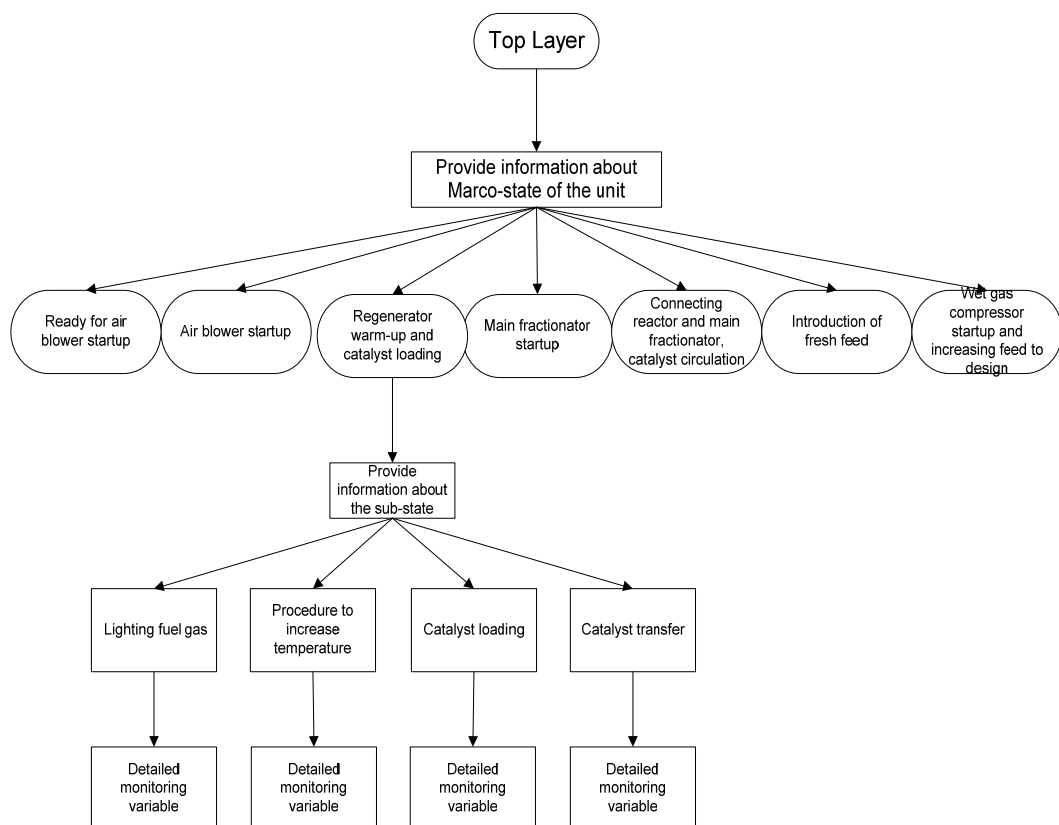 Top Layer
Provide information about
Marco-state of the unit
Ready for air
blower startup
Air blower startup
Regenerator
warm-up and
catalyst loading
Main fractionator
startup
Connecting
reactor and main
fractionator,
catalyst circulation
Introduction of
fresh feed
Wet gas
compressor
startup and
increasing feed to
design
Provide
information about
the sub-state
Lighting fuel gas
Procedure to
increase
temperature
Catalyst loading
Catalyst transfer
Detailed
monitoring
variable
Detailed
monitoring
variable
Detailed
monitoring
variable
Detailed
monitoring
variable